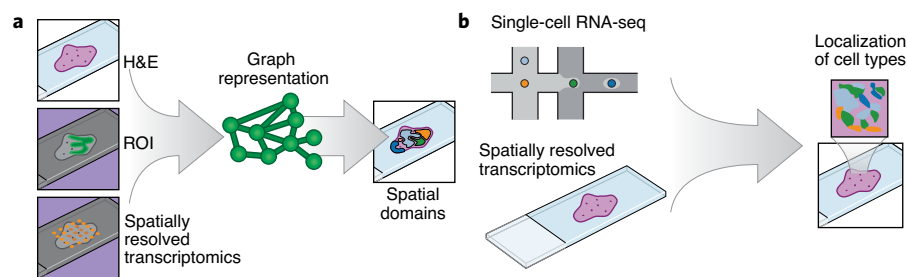 a
H&E
ROI
Spatially
resolved
transcriptomics
Graph
representation
Spatial
domains
b
Single-cell RNA-seq
Spatially resolved
transcriptomics
Localization
of cell types